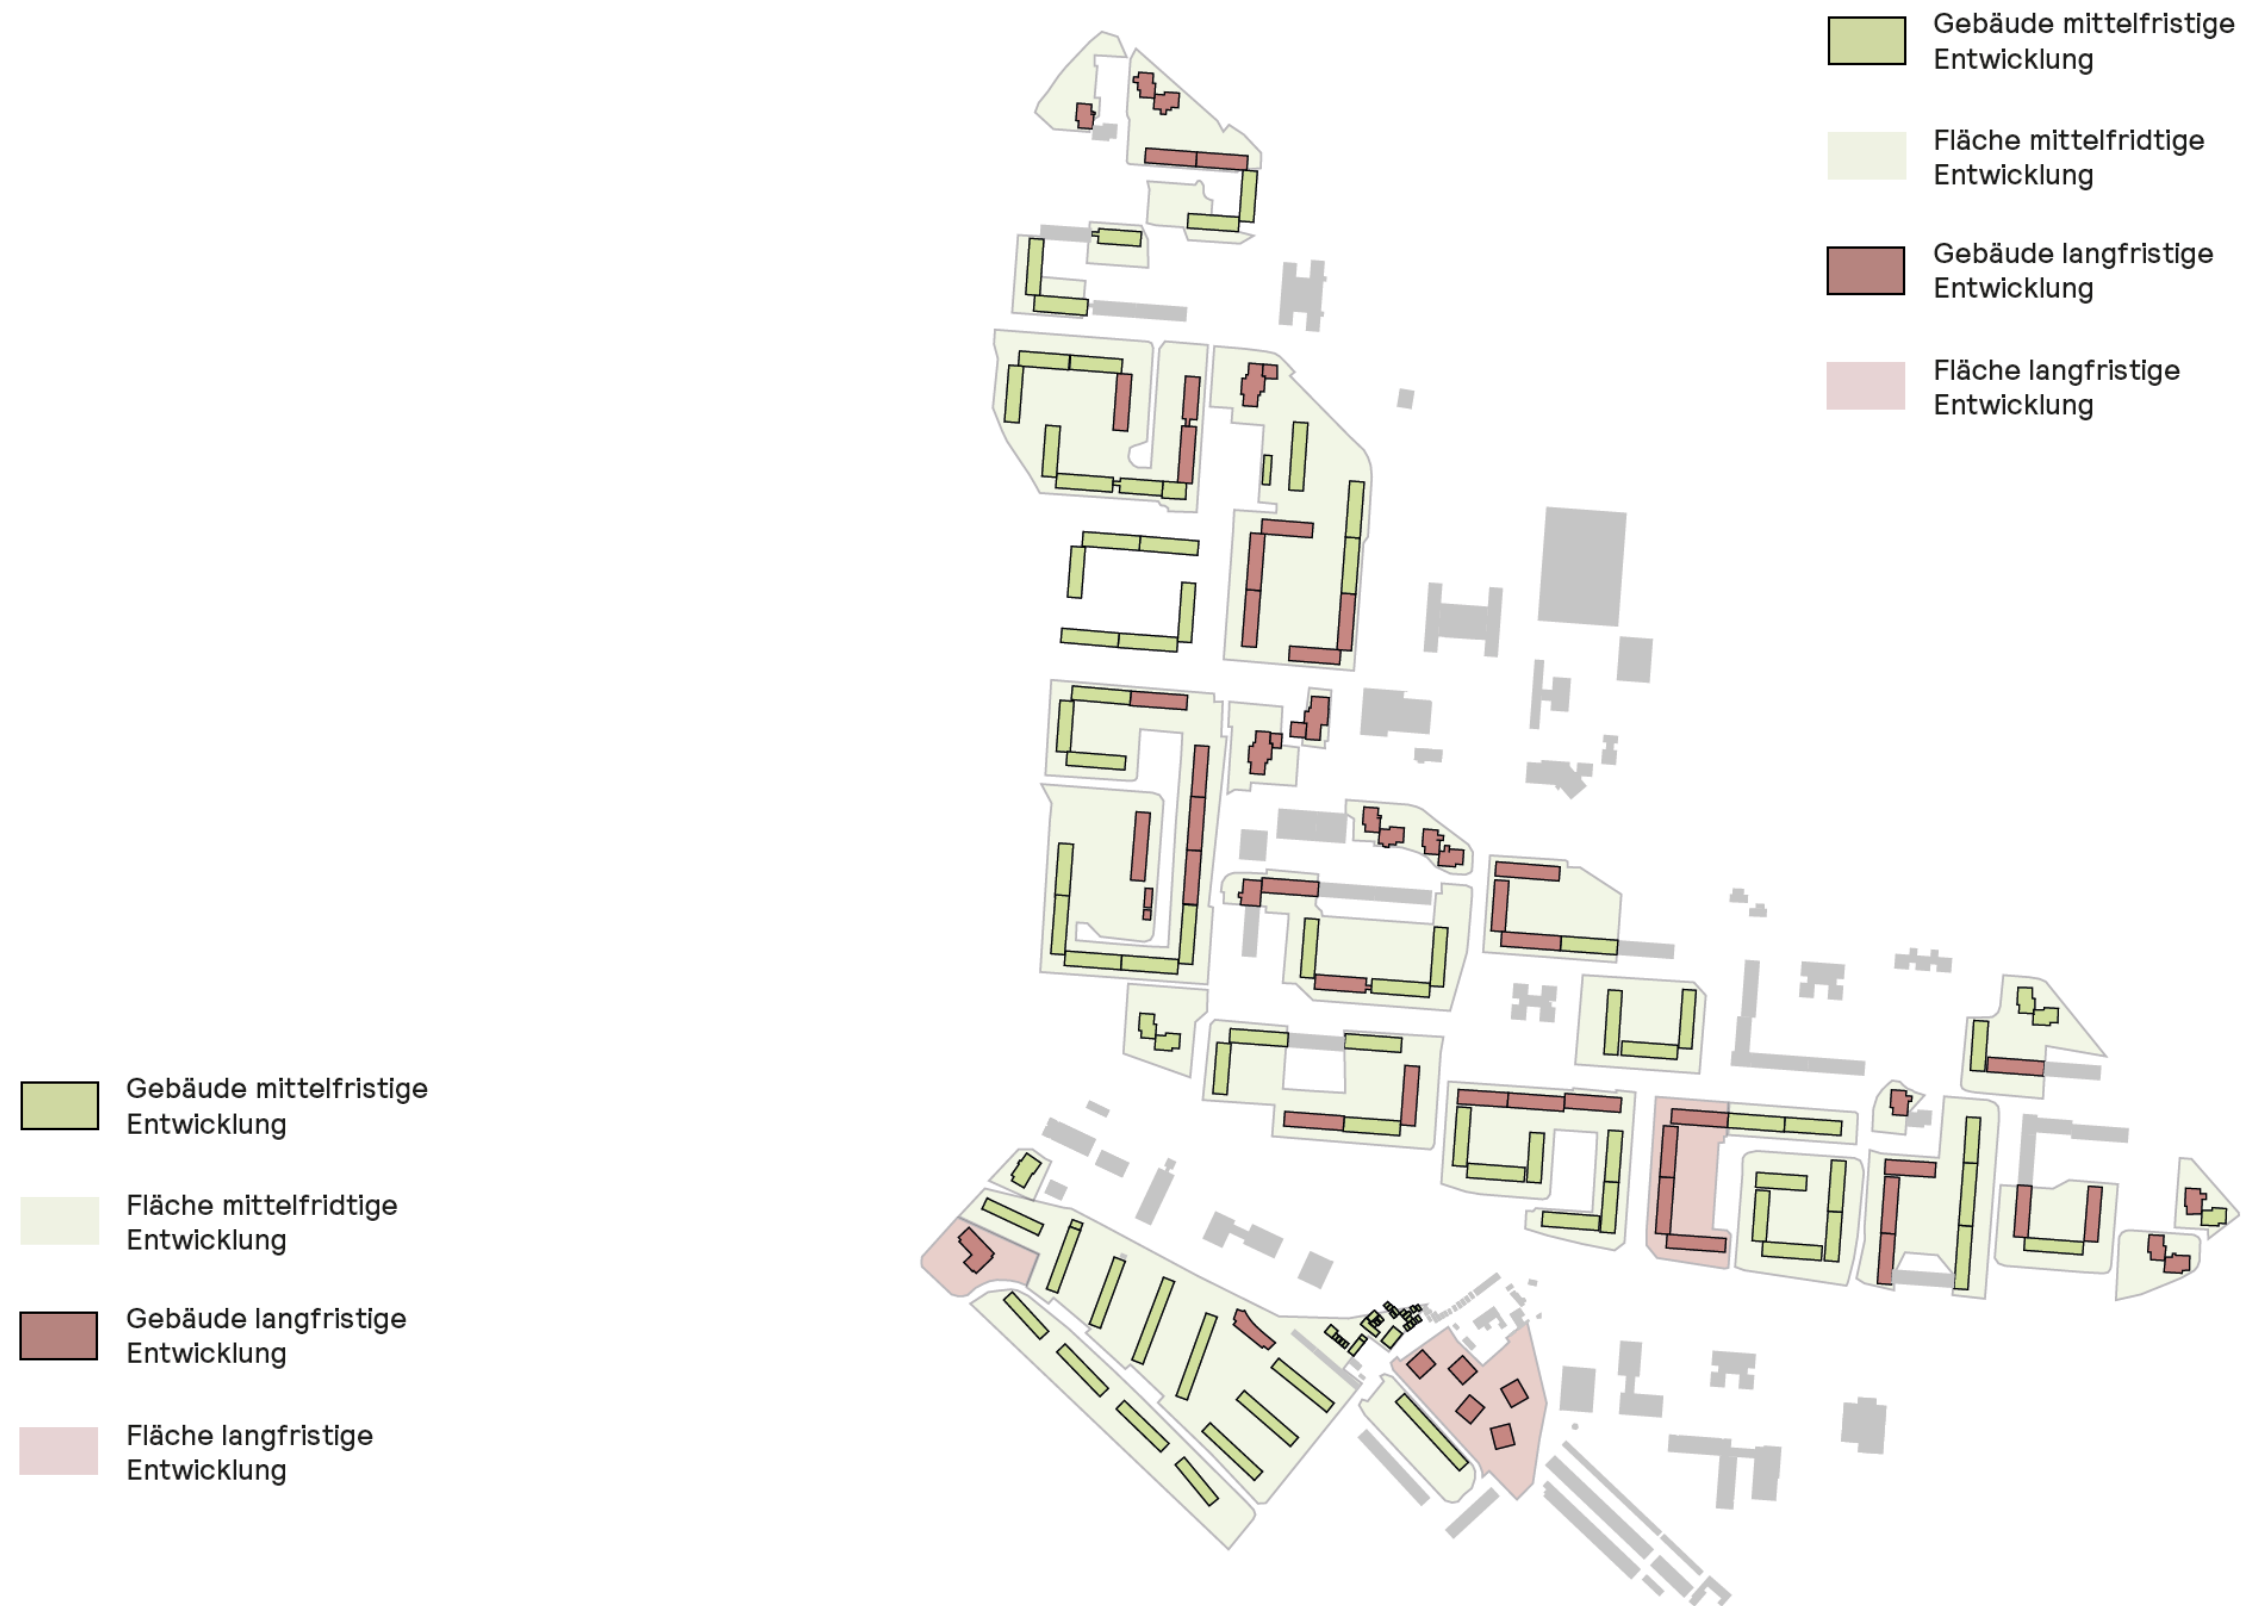 Gebäude mittelfristige
Entwicklung
Fläche mittelfridtige
Entwicklung
Gebäude langfristige
Entwicklung
Fläche langfristige
Entwicklung
Gebäude mittelfristige
Entwicklung
Fläche mittelfridtige
Entwicklung
Gebäude langfristige
Entwicklung
Fläche langfristige
Entwicklung